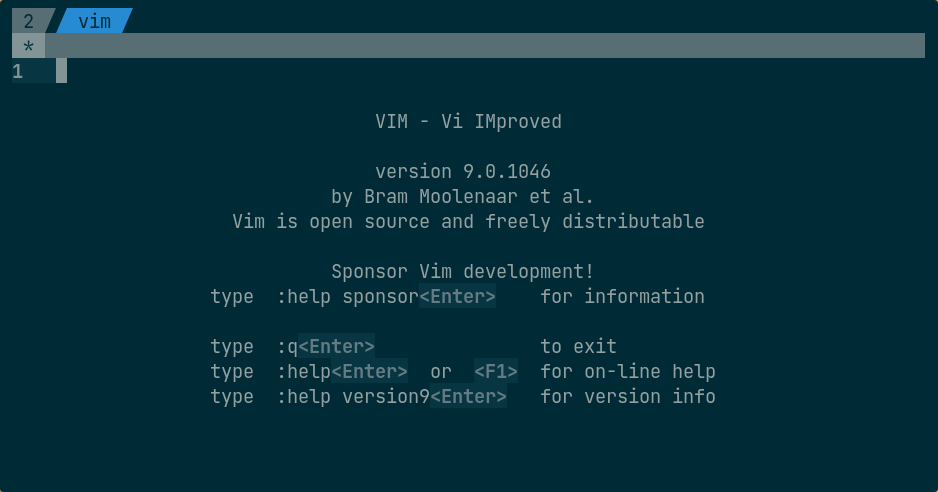 2 vim
*
1
VIM - Vi IMproved
version 9.0.1046
by Bram Moolenaar et al.
Vim is open source and freely distributable
Sponsor Vim development!
type :help sponsor<Enter> for information
type :q<Enter> to exit
type :help<Enter> or <F1> for on-line help
type :help version9<Enter> for version info